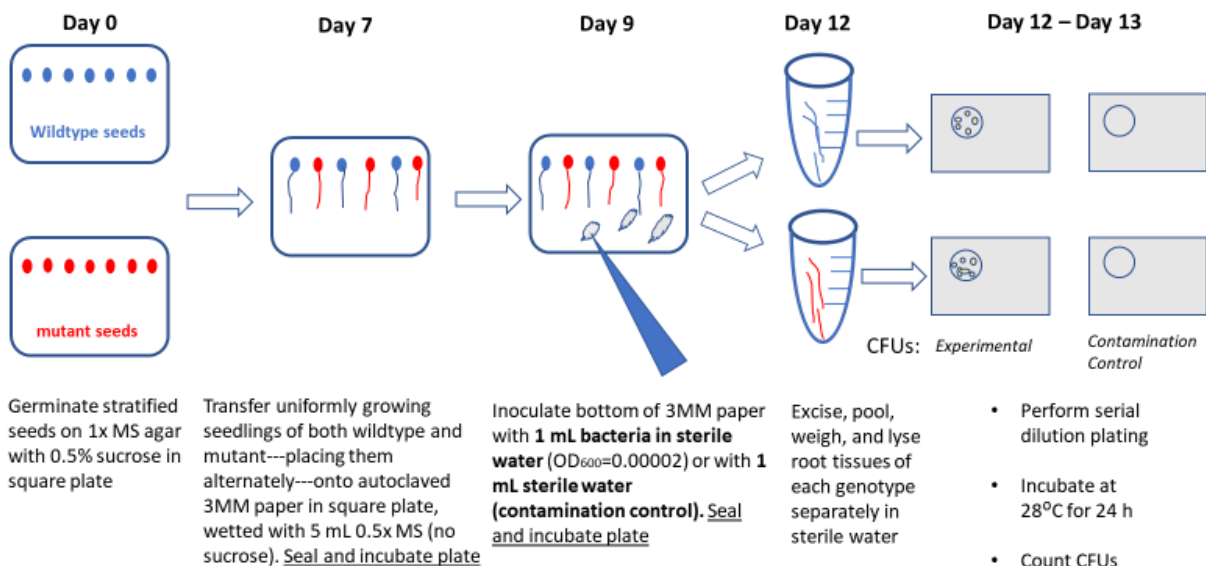 Day 0
Day 7
Day 9
Day 12
Day 12 – Day 13
Wildtype seeds
mutant seeds
CFUs:
Experimental
Contamination
Control
Germinate stratified
seeds on 1x MS agar
with 0.5% sucrose in
square plate
Transfer uniformly growing
seedlings of both wildtype and
mutant---placing them
alternately---onto autoclaved
3MM paper in square plate,
wetted with 5 mL 0.5x MS (no
sucrose). Seal and incubate plate
Inoculate bottom of 3MM paper
with 1 mL bacteria in sterile
water (OD₆₀₀=0.00002) or with 1
mL sterile water
(contamination control). Seal
and incubate plate
Excise, pool,
weigh, and lyse
root tissues of
each genotype
separately in
sterile water
• Perform serial
dilution plating
• Incubate at
28⁰C for 24 h
• Count CFUs